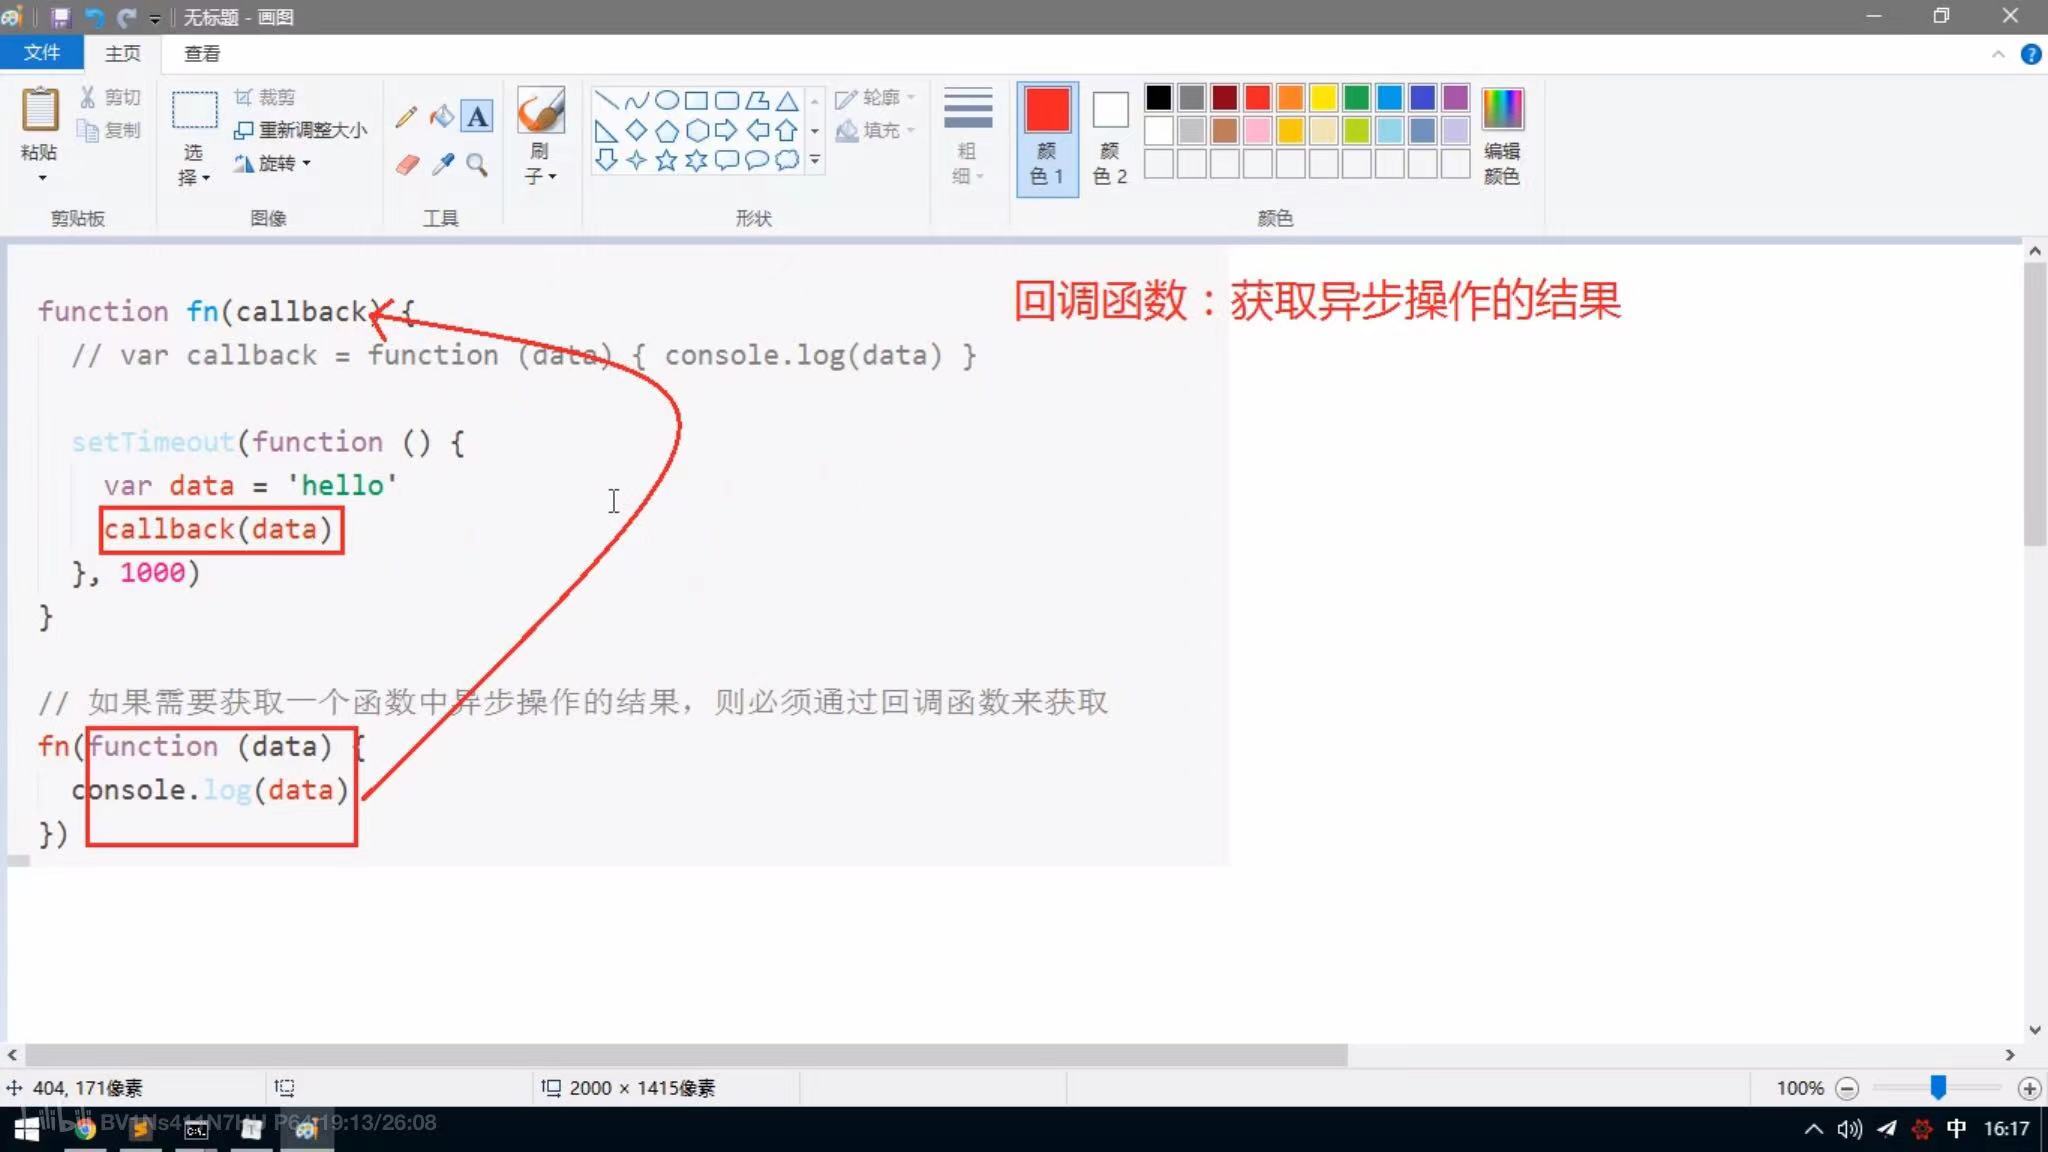 无标题 - 画图
文件 主页 查看
粘贴 剪切 复制 剪贴板
选择 裁剪 重新调整大小 旋转 图像
A
工具
刷子
轮廓 填充 形状
粗细
颜色 1 颜色 2 编辑颜色 颜色
回调函数：获取异步操作的结果
function fn(callback) {
// var callback = function (data) { console.log(data) }
setTimeout(function () {
var data = 'hello'
callback(data)
}, 1000)
}
// 如果需要获取一个函数中异步操作的结果，则必须通过回调函数来获取
fn(function (data) {
console.log(data)
})
404, 171像素 2000 × 1415像素 100%
bilibili BV1Ns411N7HU P64 19:13/26:08
中 16:17